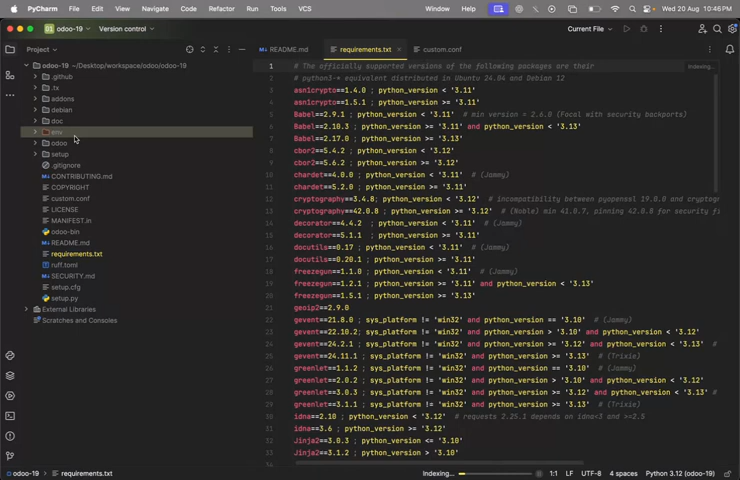 PyCharm File Edit View Navigate Code Refactor Run Tools VCS Window Help Wed 20 Aug 10:46 PM
01 odoo-19 Version control Current File
Project
README.md requirements.txt custom.conf
odoo-19 ~/Desktop/workspace/odoo/odoo-19
.github
.tx
addons
debian
doc
env
odoo
setup
.gitignore
CONTRIBUTING.md
COPYRIGHT
custom.conf
LICENSE
MANIFEST.in
odoo-bin
README.md
requirements.txt
ruff.toml
SECURITY.md
setup.cfg
setup.py
External Libraries
Scratches and Consoles
1 # The officially supported versions of the following packages are their
Indexing...
2 # python3-* equivalent distributed in Ubuntu 24.04 and Debian 12
3 asn1crypto==1.4.0 ; python_version < '3.11'
4 asn1crypto==1.5.1 ; python_version >= '3.11'
5 Babel==2.9.1 ; python_version < '3.11' # min version = 2.6.0 (Focal with security backports)
6 Babel==2.10.3 ; python_version >= '3.11' and python_version < '3.13'
7 Babel==2.17.0 ; python_version >= '3.13'
8 cbor2==5.4.2 ; python_version < '3.12'
9 cbor2==5.6.2 ; python_version >= '3.12'
10 chardet==4.0.0 ; python_version < '3.11' # (Jammy)
11 chardet==5.2.0 ; python_version >= '3.11'
12 cryptography==3.4.8; python_version < '3.12' # incompatibility between pyopenssl 19.0.0 and cryptogr
13 cryptography==42.0.8 ; python_version >= '3.12' # (Noble) min 41.0.7, pinning 42.0.8 for security fi
14 decorator==4.4.2 ; python_version < '3.11' # (Jammy)
15 decorator==5.1.1 ; python_version >= '3.11'
16 docutils==0.17 ; python_version < '3.11' # (Jammy)
17 docutils==0.20.1 ; python_version >= '3.11'
18 freezegun==1.1.0 ; python_version < '3.11' # (Jammy)
19 freezegun==1.2.1 ; python_version >= '3.11' and python_version < '3.13'
20 freezegun==1.5.1 ; python_version >= '3.13'
21 geoip2==2.9.0
22 gevent==21.8.0 ; sys_platform != 'win32' and python_version == '3.10' # (Jammy)
23 gevent==22.10.2; sys_platform != 'win32' and python_version > '3.10' and python_version < '3.12'
24 gevent==24.2.1 ; sys_platform != 'win32' and python_version >= '3.12' and python_version < '3.13' #
25 gevent==24.11.1 ; sys_platform != 'win32' and python_version >= '3.13' # (Trixie)
26 greenlet==1.1.2 ; sys_platform != 'win32' and python_version == '3.10' # (Jammy)
27 greenlet==2.0.2 ; sys_platform != 'win32' and python_version > '3.10' and python_version < '3.12'
28 greenlet==3.0.3 ; sys_platform != 'win32' and python_version >= '3.12' and python_version < '3.13' #
29 greenlet==3.1.1 ; sys_platform != 'win32' and python_version >= '3.13' # (Trixie)
30 idna==2.10 ; python_version < '3.12' # requests 2.25.1 depends on idna<3 and >=2.5
31 idna==3.6 ; python_version >= '3.12'
32 Jinja2==3.0.3 ; python_version <= '3.10'
33 Jinja2==3.1.2 ; python_version > '3.10'
odoo-19 > requirements.txt Indexing... 1:1 LF UTF-8 4 spaces Python 3.12 (odoo-19)